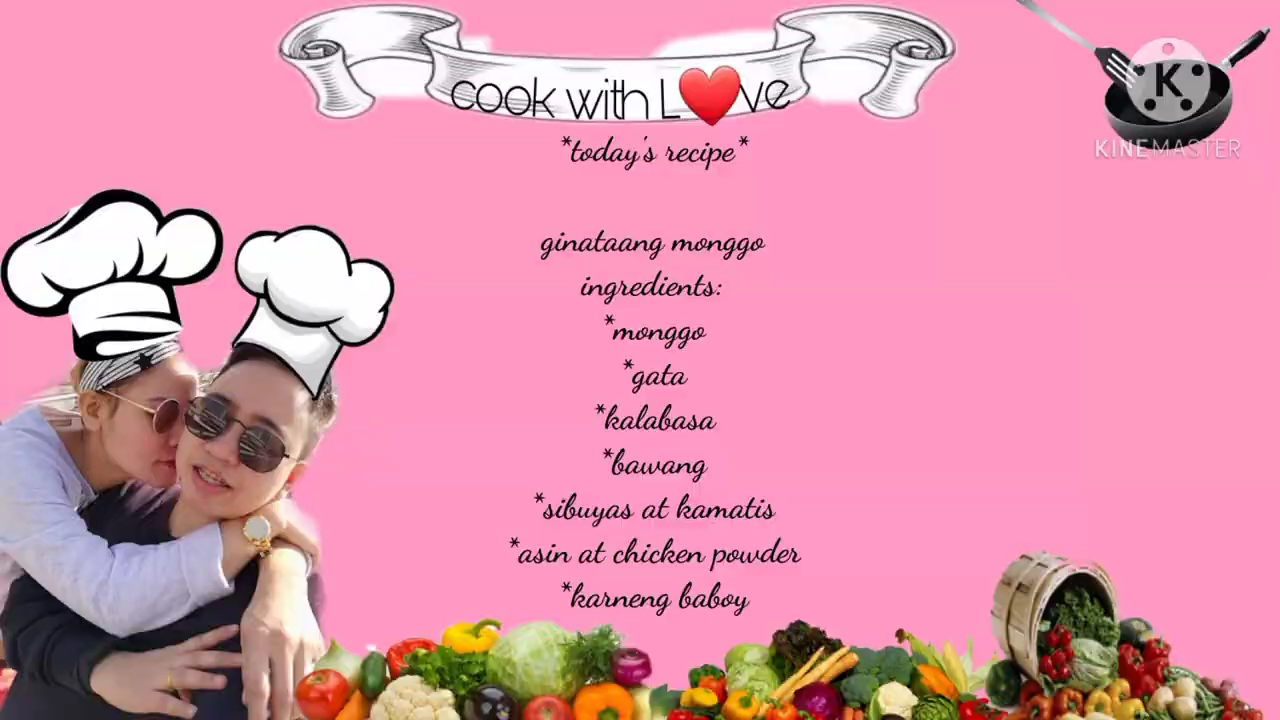 cook with L❤ve
*today's recipe*
K
KINEMASTER
ginataang monggo
ingredients:
*monggo
*gata
*kalabasa
*bawang
*sibuyas at kamatis
*asin at chicken powder
*karneng baboy